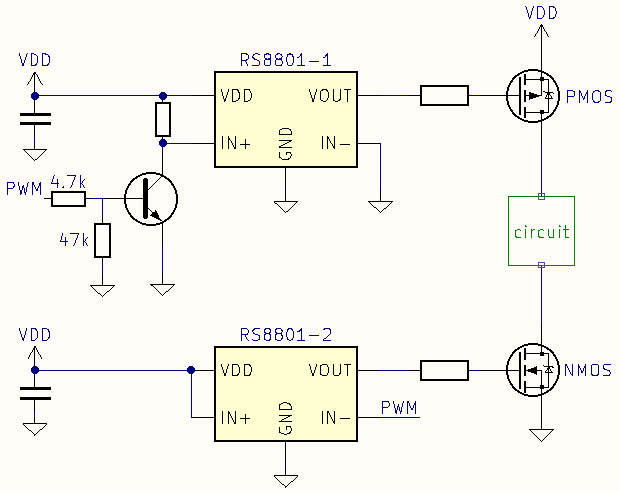 VDD
VDD
RS8801-1
VDD
VOUT
PMOS
IN+
GND
IN-
PWM
4.7k
47k
circuit
VDD
RS8801-2
VDD
VOUT
NMOS
IN+
GND
IN-
PWM